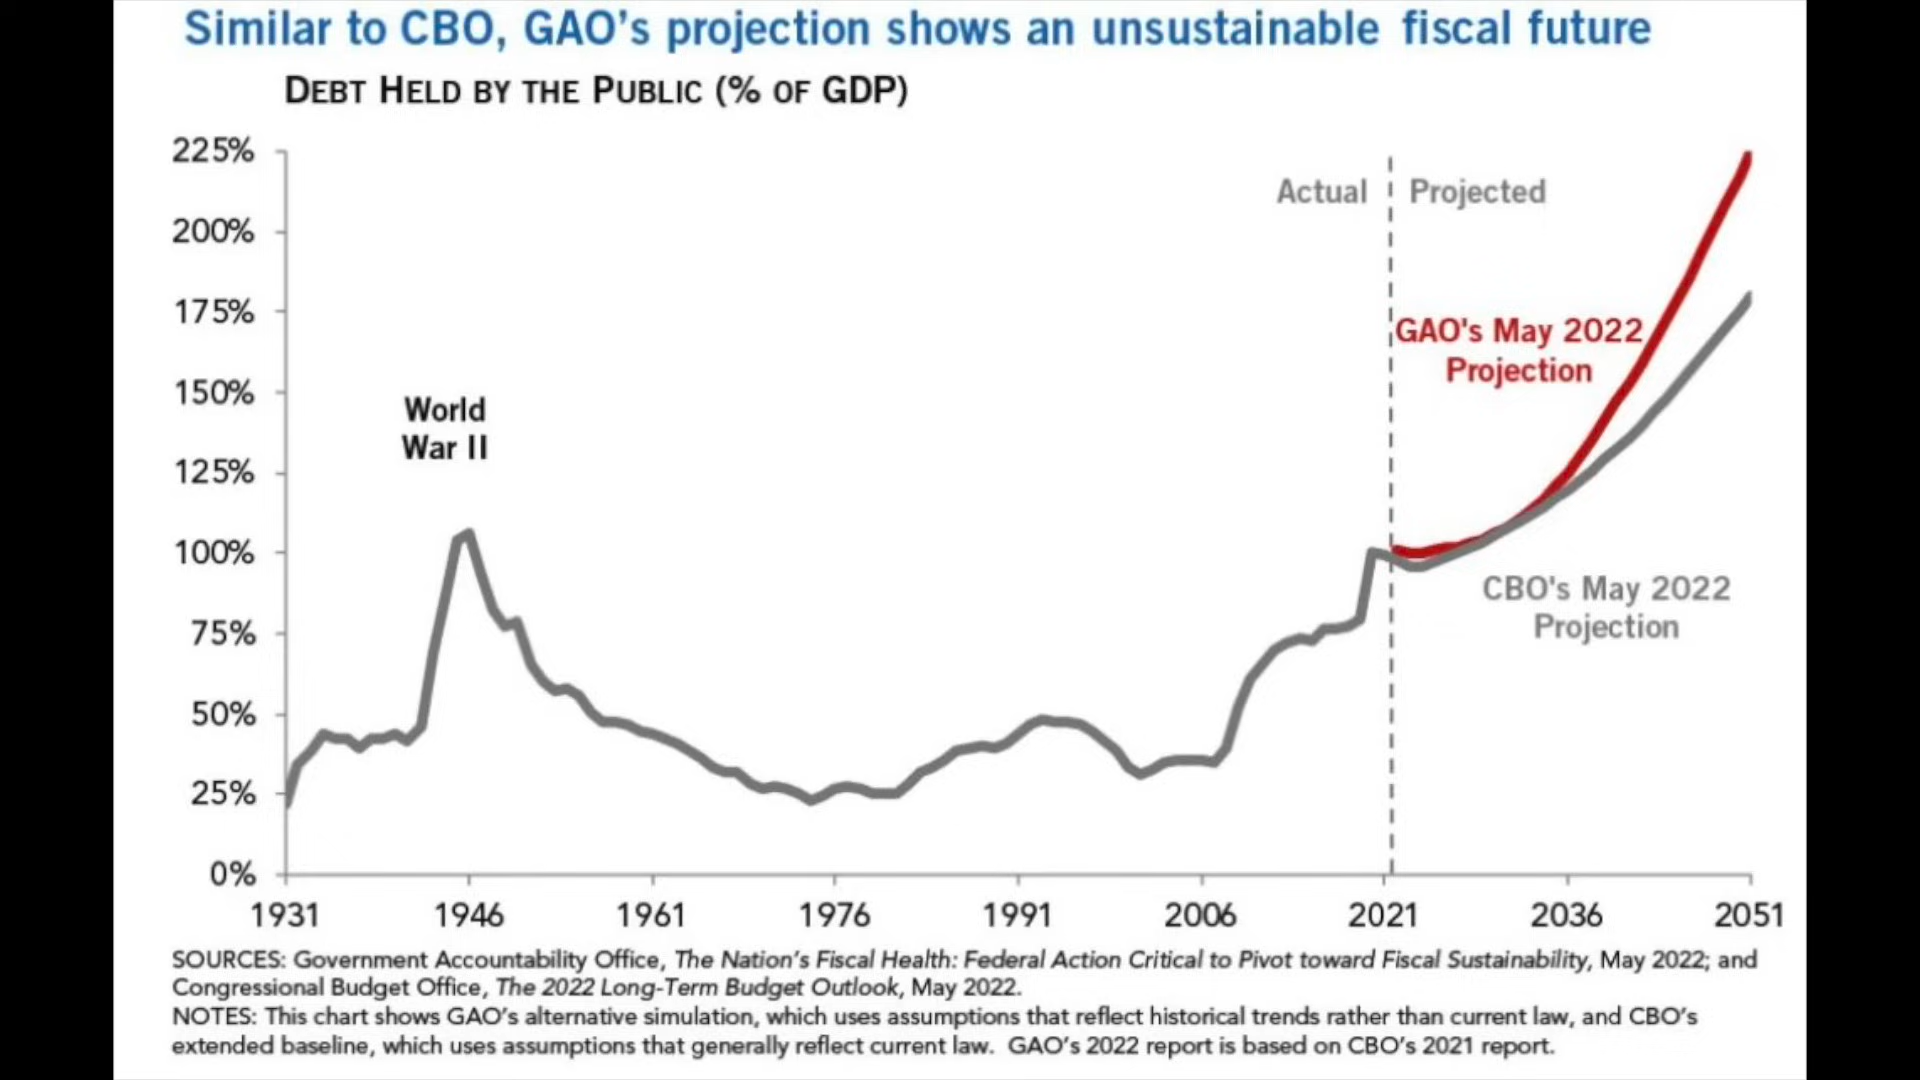 Similar to CBO, GAO’s projection shows an unsustainable fiscal future
DEBT HELD BY THE PUBLIC (% OF GDP)
225%
200%
175%
150%
125%
100%
75%
50%
25%
0%
Actual
Projected
GAO's May 2022
Projection
World
War II
CBO's May 2022
Projection
1931
1946
1961
1976
1991
2006
2021
2036
2051
SOURCES: Government Accountability Office, The Nation’s Fiscal Health: Federal Action Critical to Pivot toward Fiscal Sustainability, May 2022; and
Congressional Budget Office, The 2022 Long-Term Budget Outlook, May 2022.
NOTES: This chart shows GAO’s alternative simulation, which uses assumptions that reflect historical trends rather than current law, and CBO’s
extended baseline, which uses assumptions that generally reflect current law.  GAO’s 2022 report is based on CBO’s 2021 report.